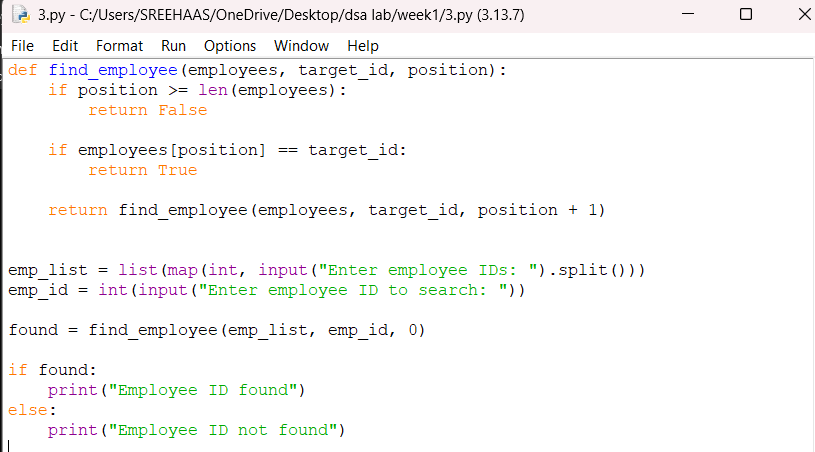 3.py - C:/Users/SREEHAAS/OneDrive/Desktop/dsa lab/week1/3.py (3.13.7)
File Edit Format Run Options Window Help
def find_employee(employees, target_id, position):
    if position >= len(employees):
        return False

    if employees[position] == target_id:
        return True

    return find_employee(employees, target_id, position + 1)


emp_list = list(map(int, input("Enter employee IDs: ").split()))
emp_id = int(input("Enter employee ID to search: "))

found = find_employee(emp_list, emp_id, 0)

if found:
    print("Employee ID found")
else:
    print("Employee ID not found")